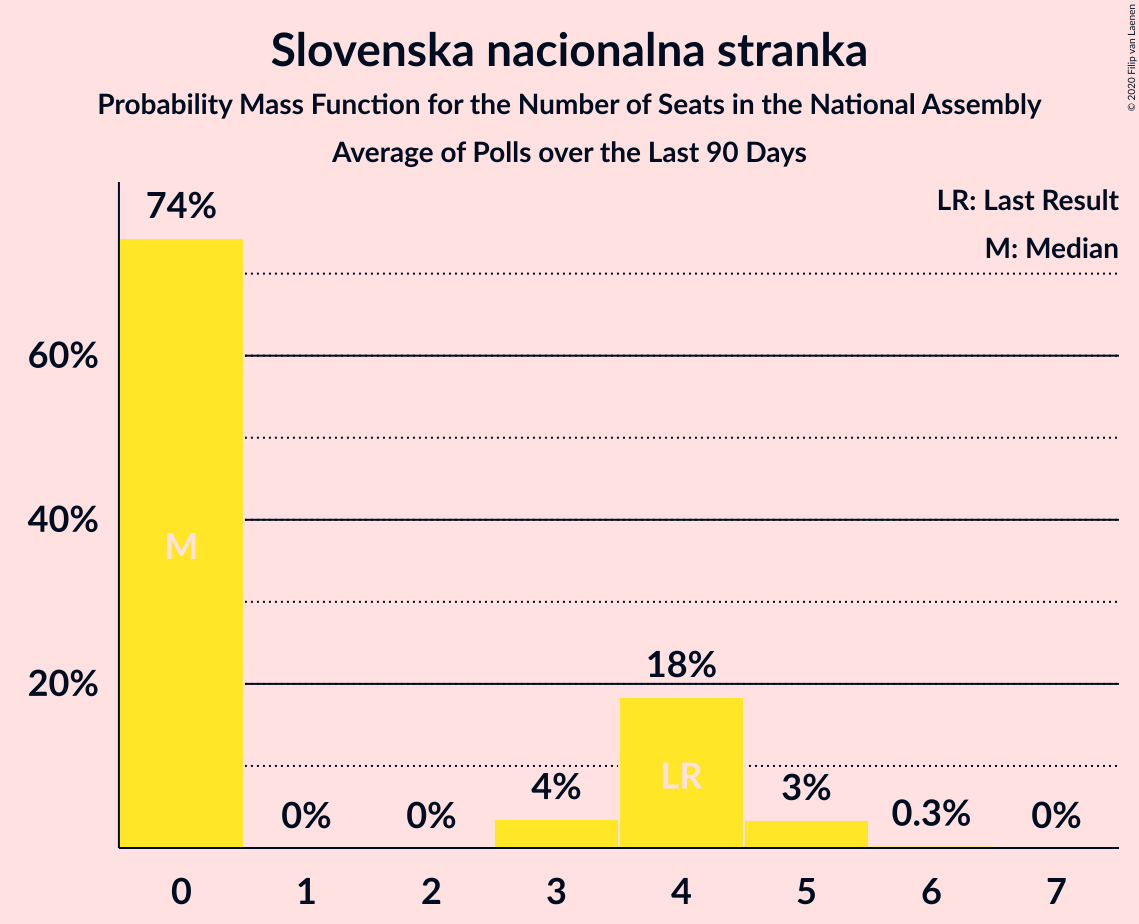 Slovenska nacionalna stranka
Probability Mass Function for the Number of Seats in the National Assembly
Average of Polls over the Last 90 Days
© 2020 Filip van Laenen
LR: Last Result
M: Median
74%
60%
40%
20%
M
0%
0%
4%
18%
LR
3%
0.3%
0%
0 1 2 3 4 5 6 7